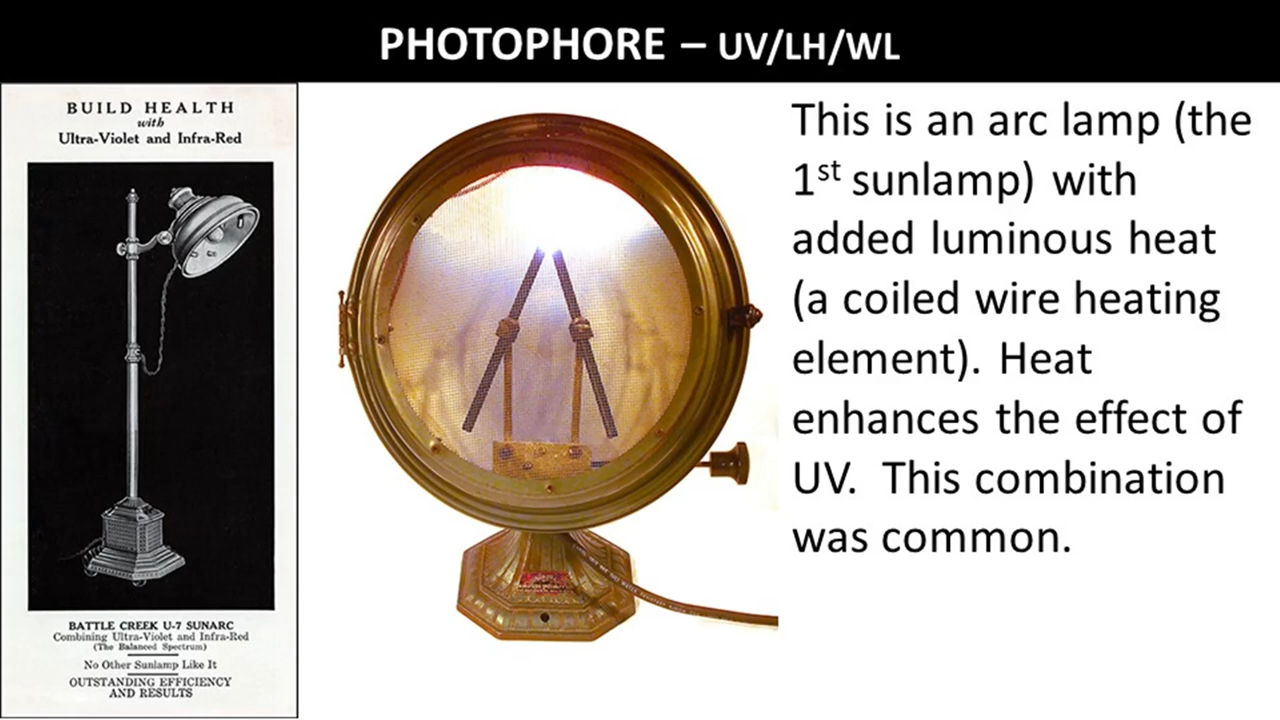 PHOTOPHORE – UV/LH/WL
BUILD HEALTH
with
Ultra-Violet and Infra-Red
BATTLE CREEK U-7 SUNARC
Combining Ultra-Violet and Infra-Red
(The Balanced Spectrum)
No Other Sunlamp Like It
OUTSTANDING EFFICIENCY
AND RESULTS
This is an arc lamp (the
1st sunlamp) with
added luminous heat
(a coiled wire heating
element). Heat
enhances the effect of
UV. This combination
was common.